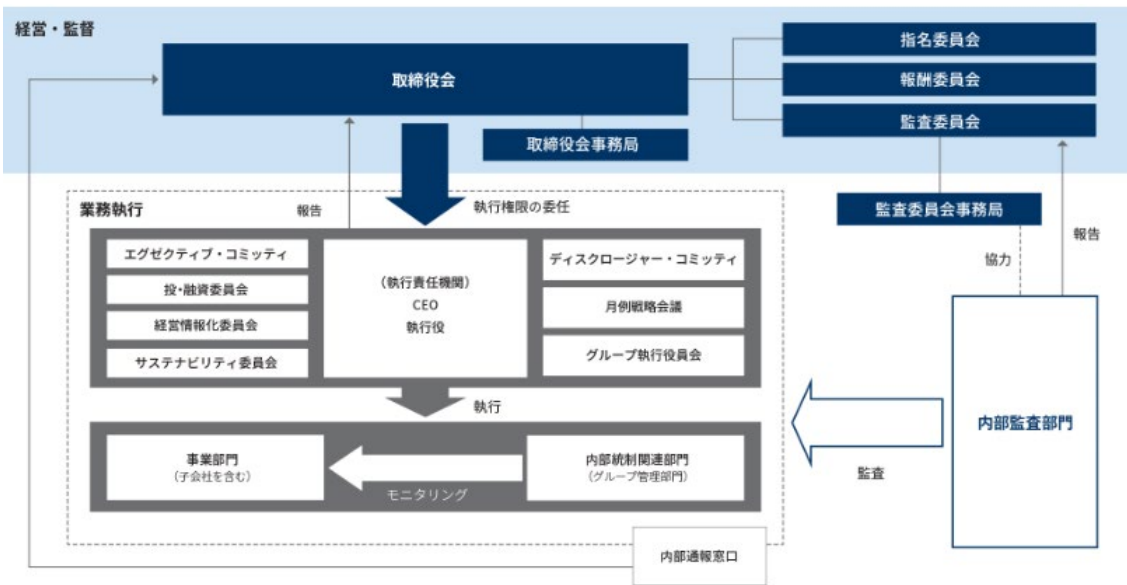 経営・監督
取締役会
指名委員会
報酬委員会
監査委員会
取締役会事務局
監査委員会事務局
業務執行
報告
執行権限の委任
エグゼクティブ・コミッティ
投・融資委員会
経営情報化委員会
サステナビリティ委員会
(執行責任機関)
CEO
執行役
ディスクロージャー・コミッティ
月例戦略会議
グループ執行役員会
協力
報告
執行
事業部門
(子会社を含む)
モニタリング
内部統制関連部門
(グループ管理部門)
監査
内部監査部門
内部通報窓口